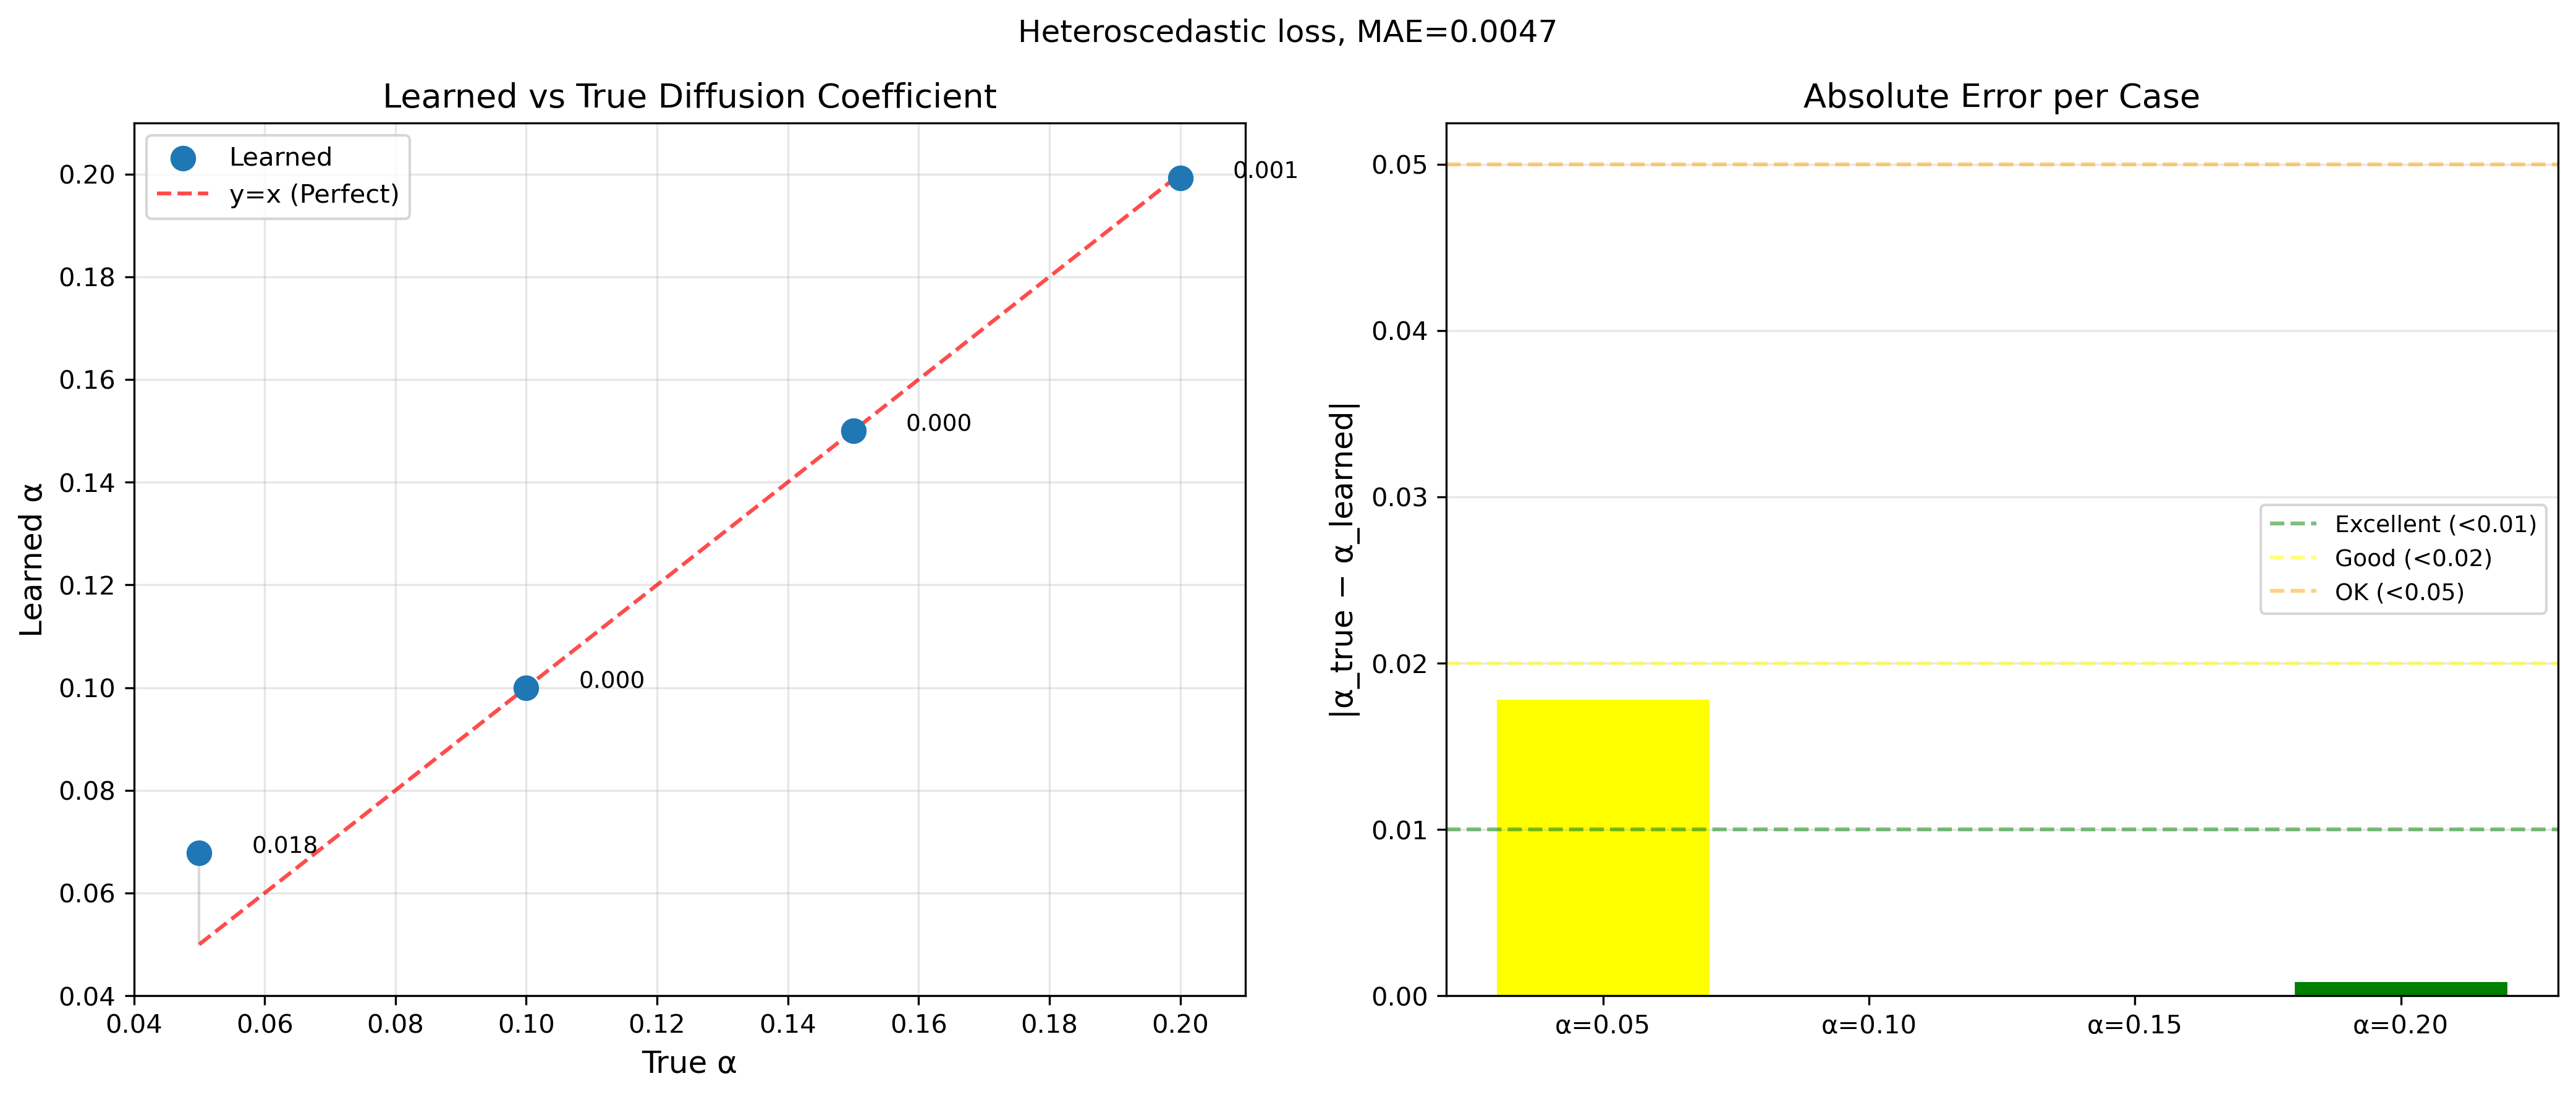 Heteroscedastic loss, MAE=0.0047
Learned vs True Diffusion Coefficient
Learned
y=x (Perfect)
0.001
0.000
0.000
0.018
0.20
0.18
0.16
0.14
0.12
0.10
0.08
0.06
0.04
Learned α
0.04
0.06
0.08
0.10
0.12
0.14
0.16
0.18
0.20
True α
Absolute Error per Case
0.05
0.04
0.03
0.02
0.01
0.00
|α_true − α_learned|
Excellent (<0.01)
Good (<0.02)
OK (<0.05)
α=0.05
α=0.10
α=0.15
α=0.20